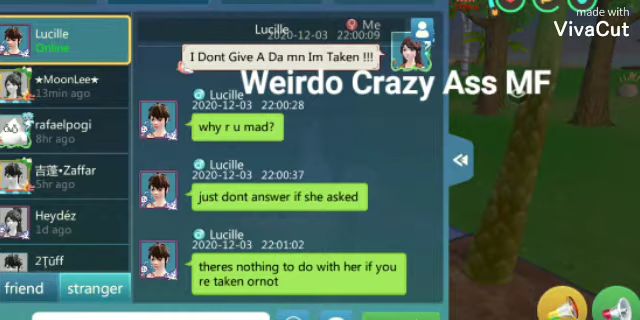 made with
VivaCut
Lucille
Online
★MoonLee★
13min ago
rafaelpogi
8hr ago
吉蓮•Zaffar
5hr ago
Heydéz
1d ago
2Ţüff
friend
stranger
Lucille
Me
2020-12-03 22:00:09
I Dont Give A Da mn Im Taken !!!
Weirdo Crazy Ass MF
Lucille
2020-12-03 22:00:28
why r u mad?
Lucille
2020-12-03 22:00:37
just dont answer if she asked
Lucille
2020-12-03 22:01:02
theres nothing to do with her if you
re taken ornot